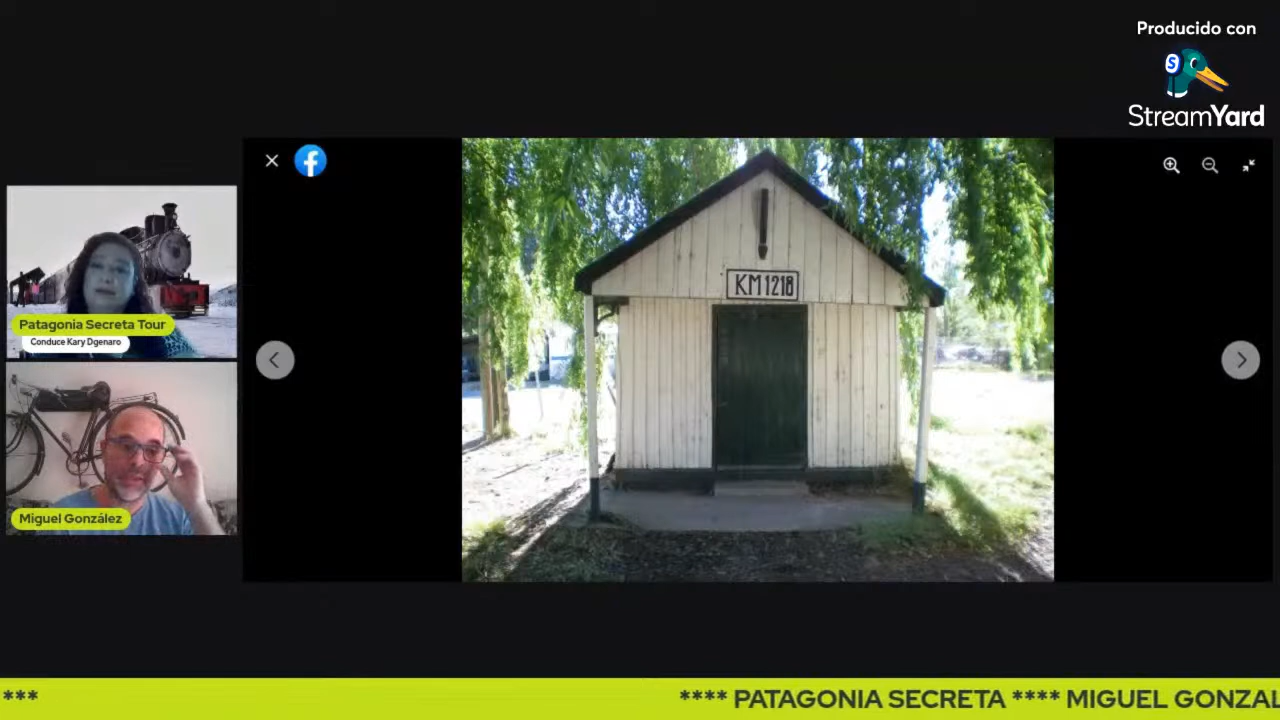 Producido con
StreamYard
KM1218
Patagonia Secreta Tour
Conduce Kary Dgenaro
Miguel González
*** **** PATAGONIA SECRETA **** MIGUEL GONZAL